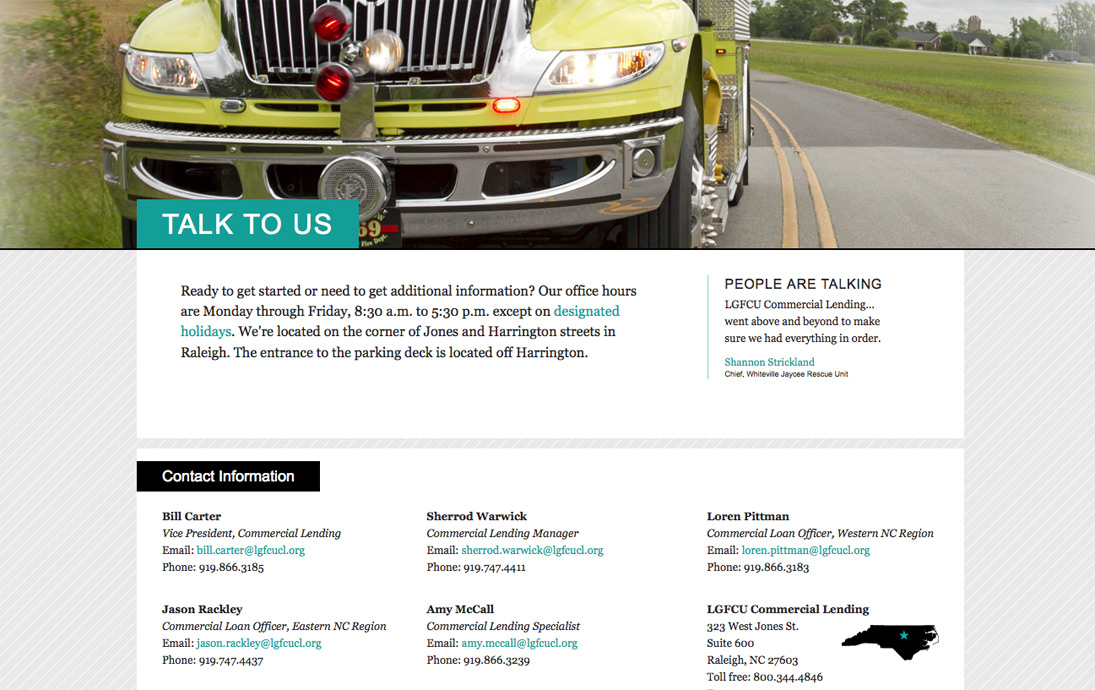 69
Fire Dept.
TALK TO US
Ready to get started or need to get additional information? Our office hours
are Monday through Friday, 8:30 a.m. to 5:30 p.m. except on designated
holidays. We're located on the corner of Jones and Harrington streets in
Raleigh. The entrance to the parking deck is located off Harrington.
PEOPLE ARE TALKING
LGFCU Commercial Lending...
went above and beyond to make
sure we had everything in order.
Shannon Strickland
Chief, Whiteville Jaycee Rescue Unit
Contact Information
Bill Carter
Vice President, Commercial Lending
Email: bill.carter@lgfcucl.org
Phone: 919.866.3185
Sherrod Warwick
Commercial Lending Manager
Email: sherrod.warwick@lgfcucl.org
Phone: 919.747.4411
Loren Pittman
Commercial Loan Officer, Western NC Region
Email: loren.pittman@lgfcucl.org
Phone: 919.866.3183
Jason Rackley
Commercial Loan Officer, Eastern NC Region
Email: jason.rackley@lgfcucl.org
Phone: 919.747.4437
Amy McCall
Commercial Lending Specialist
Email: amy.mccall@lgfcucl.org
Phone: 919.866.3239
LGFCU Commercial Lending
323 West Jones St.
Suite 600
Raleigh, NC 27603
Toll free: 800.344.4846